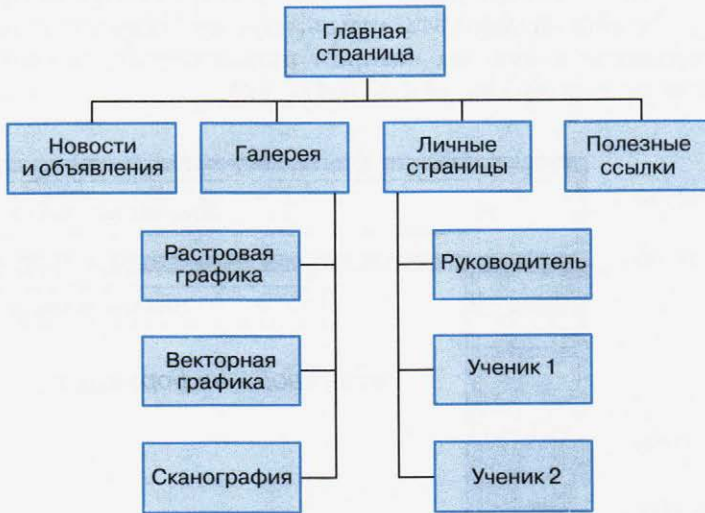 Главная
страница
Новости
и объявления
Галерея
Личные
страницы
Полезные
ссылки
Растровая
графика
Руководитель
Векторная
графика
Ученик 1
Сканография
Ученик 2